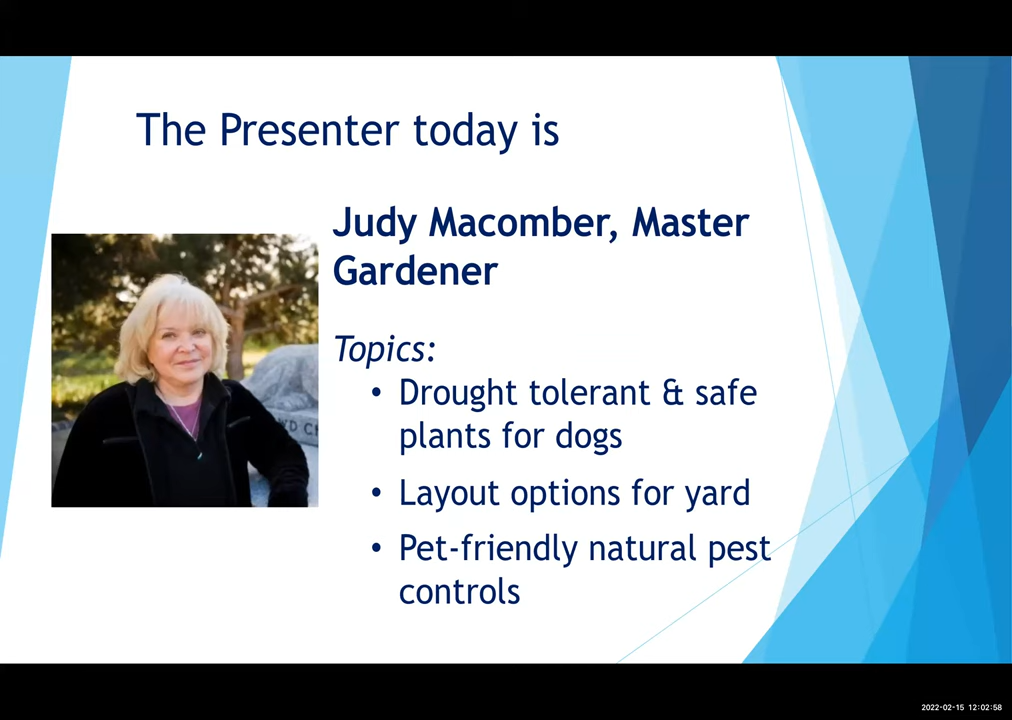 The Presenter today is
Judy Macomber, Master
Gardener
Topics:
• Drought tolerant & safe
plants for dogs
• Layout options for yard
• Pet-friendly natural pest
controls
2022-02-15 12:02:58